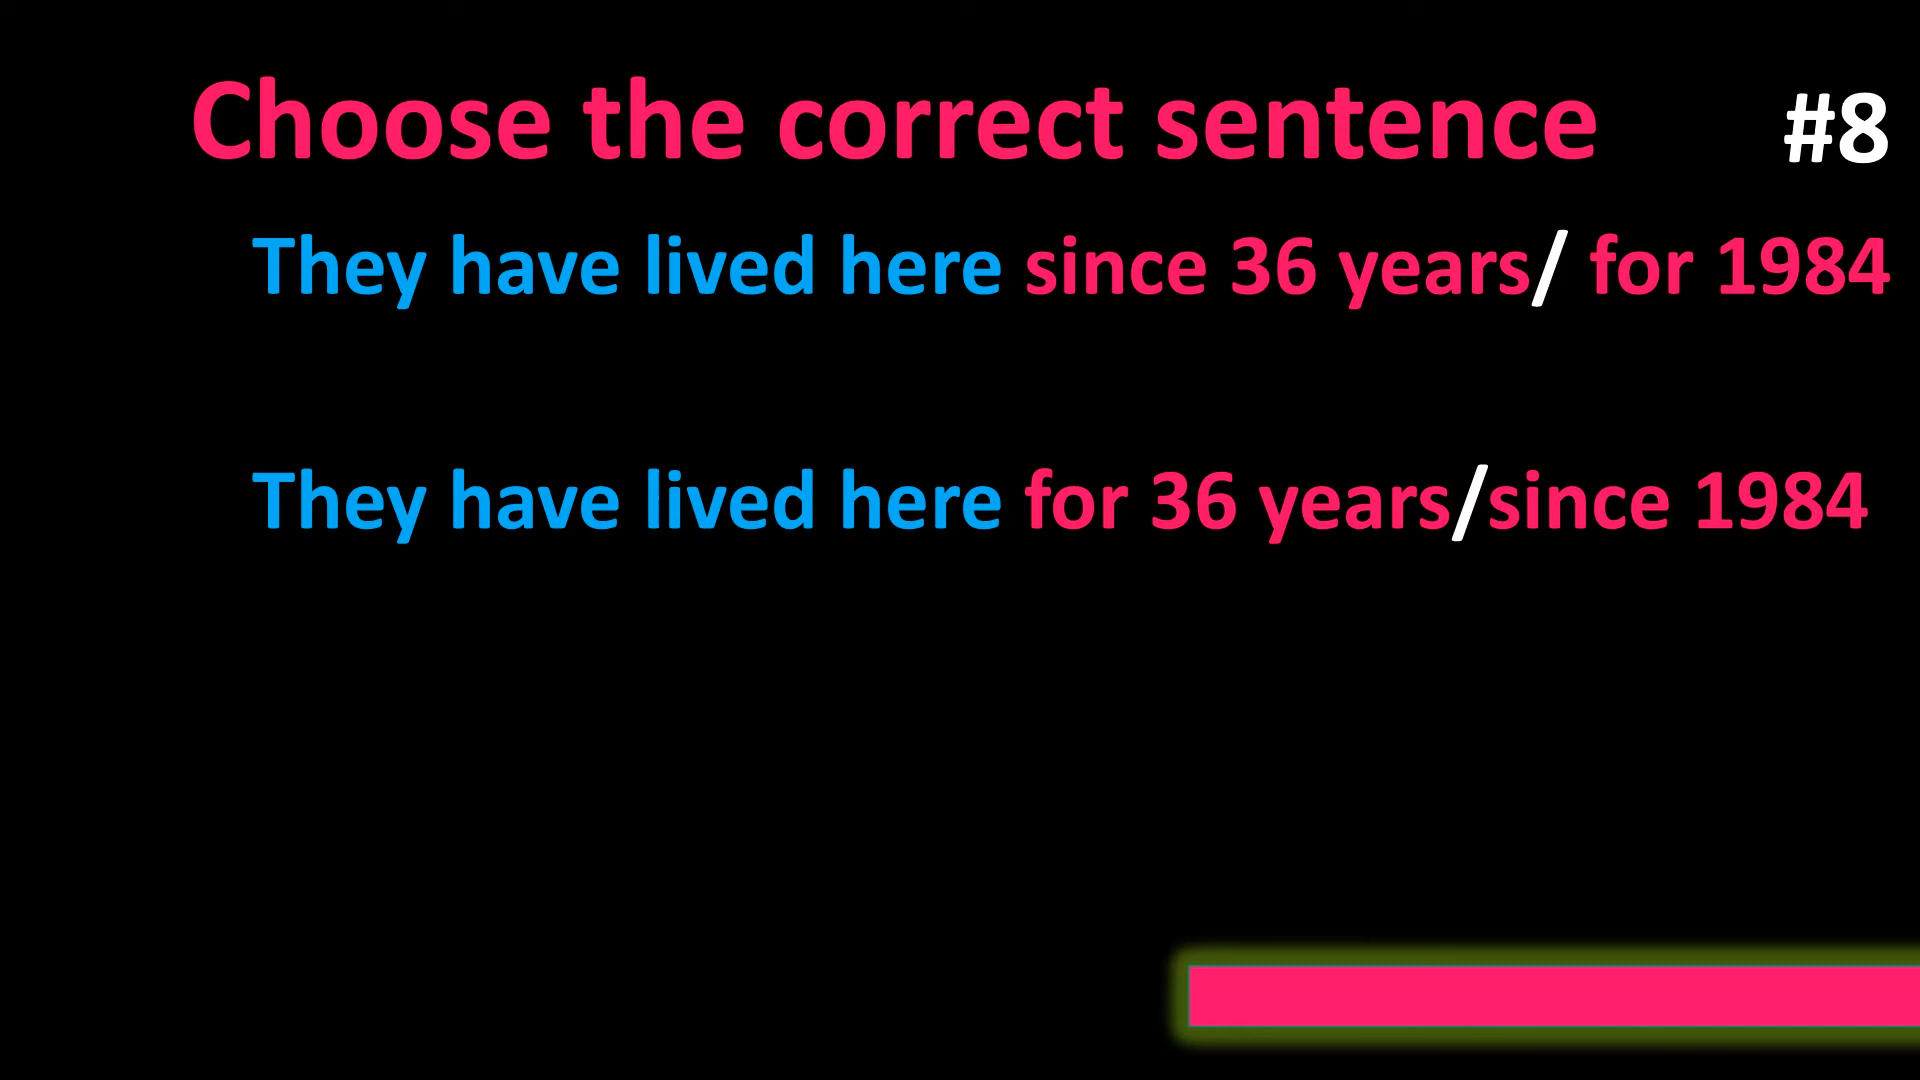 Choose the correct sentence #8
They have lived here since 36 years/ for 1984
They have lived here for 36 years/since 1984